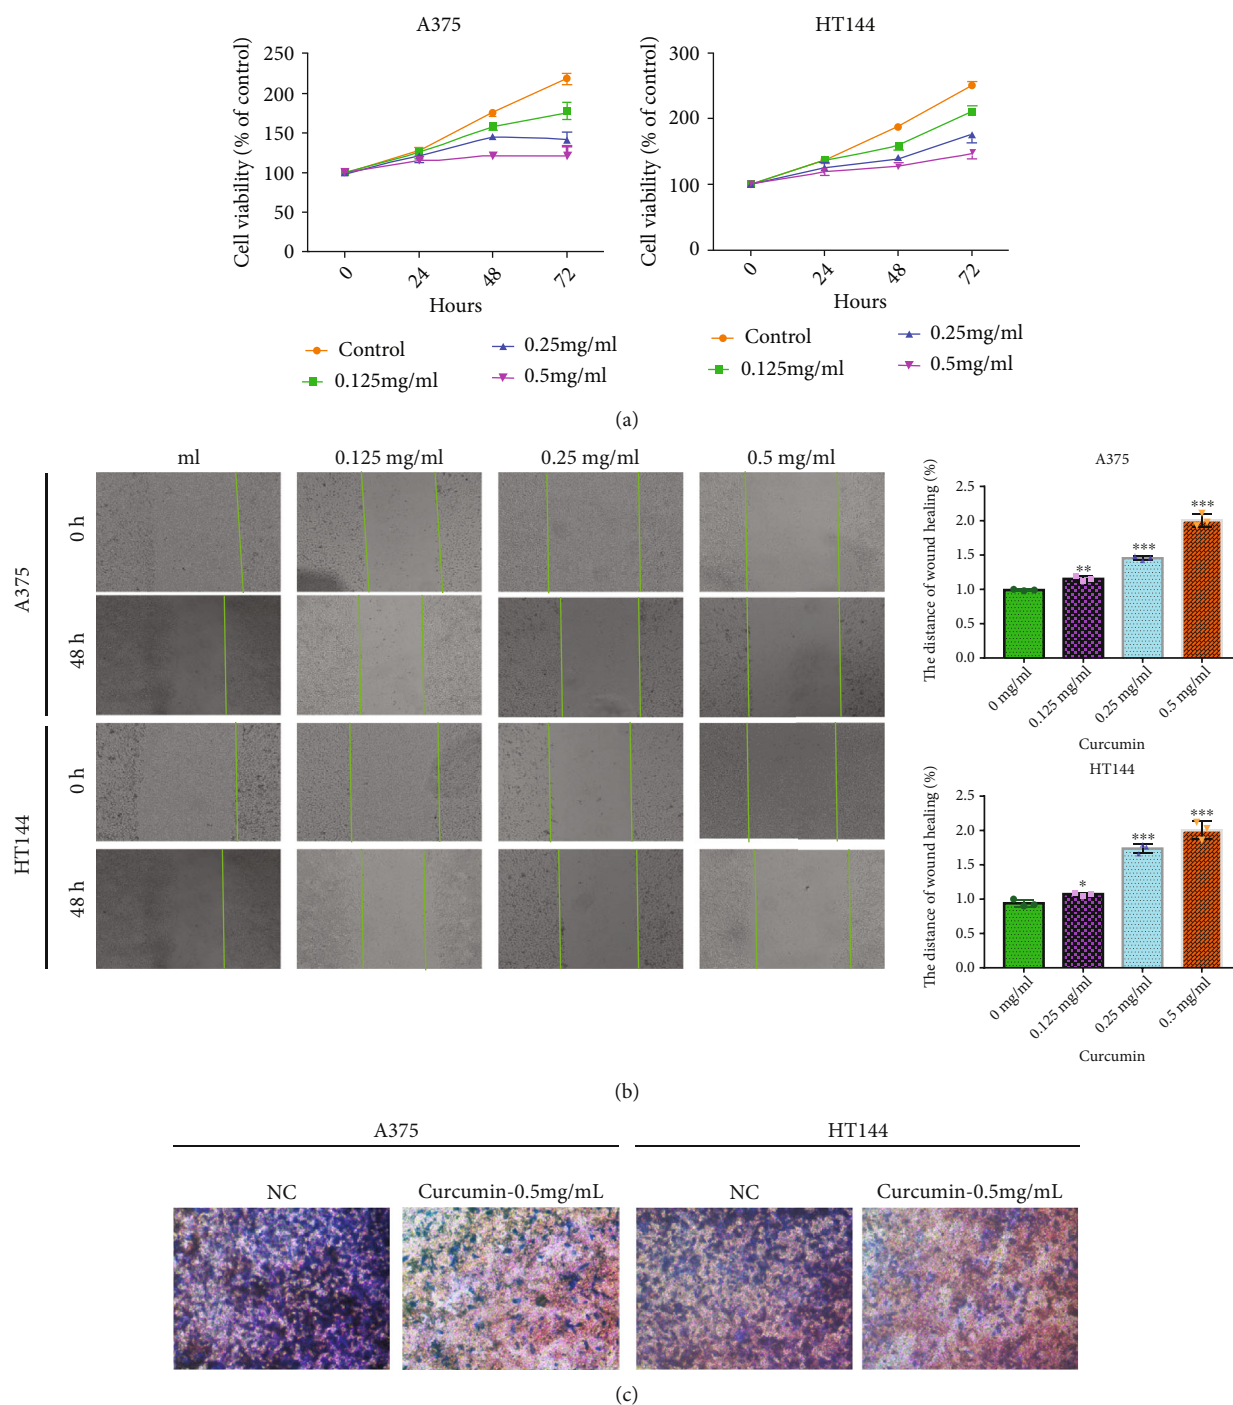 A375
HT144
Cell viability (% of control)
250
200
150
100
50
0
0
24
48
72
Hours
Cell viability (% of control)
300
200
100
0
0
24
48
72
Hours
Control
0.125mg/ml
0.25mg/ml
0.5mg/ml
Control
0.125mg/ml
0.25mg/ml
0.5mg/ml
(a)
ml
0.125 mg/ml
0.25 mg/ml
0.5 mg/ml
A375
0 h
48 h
HT144
0 h
48 h
A375
The distance of wound healing (%)
2.5
2.0
1.5
1.0
0.5
0.0
**
***
***
0 mg/ml
0.125 mg/ml
0.25 mg/ml
0.5 mg/ml
Curcumin
HT144
The distance of wound healing (%)
2.5
2.0
1.5
1.0
0.5
0.0
*
***
***
0 mg/ml
0.125 mg/ml
0.25 mg/ml
0.5 mg/ml
Curcumin
(b)
A375
HT144
NC
Curcumin-0.5mg/mL
NC
Curcumin-0.5mg/mL
(c)